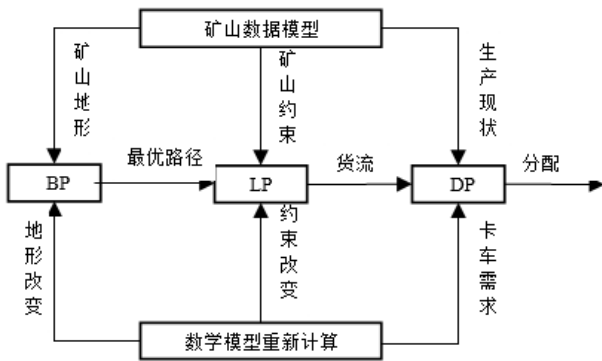 矿山数据模型
矿山地形
矿山约束
生产现状
最优路径
货流
分配
BP
LP
DP
地形改变
约束改变
卡车需求
数学模型重新计算